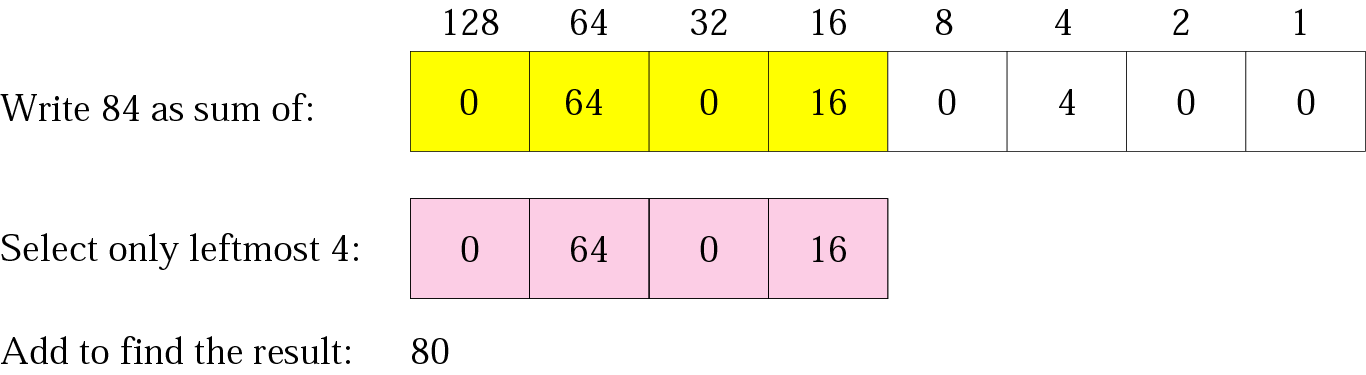 128 64 32 16 8 4 2 1
Write 84 as sum of: 0 64 0 16 0 4 0 0
Select only leftmost 4: 0 64 0 16
Add to find the result: 80